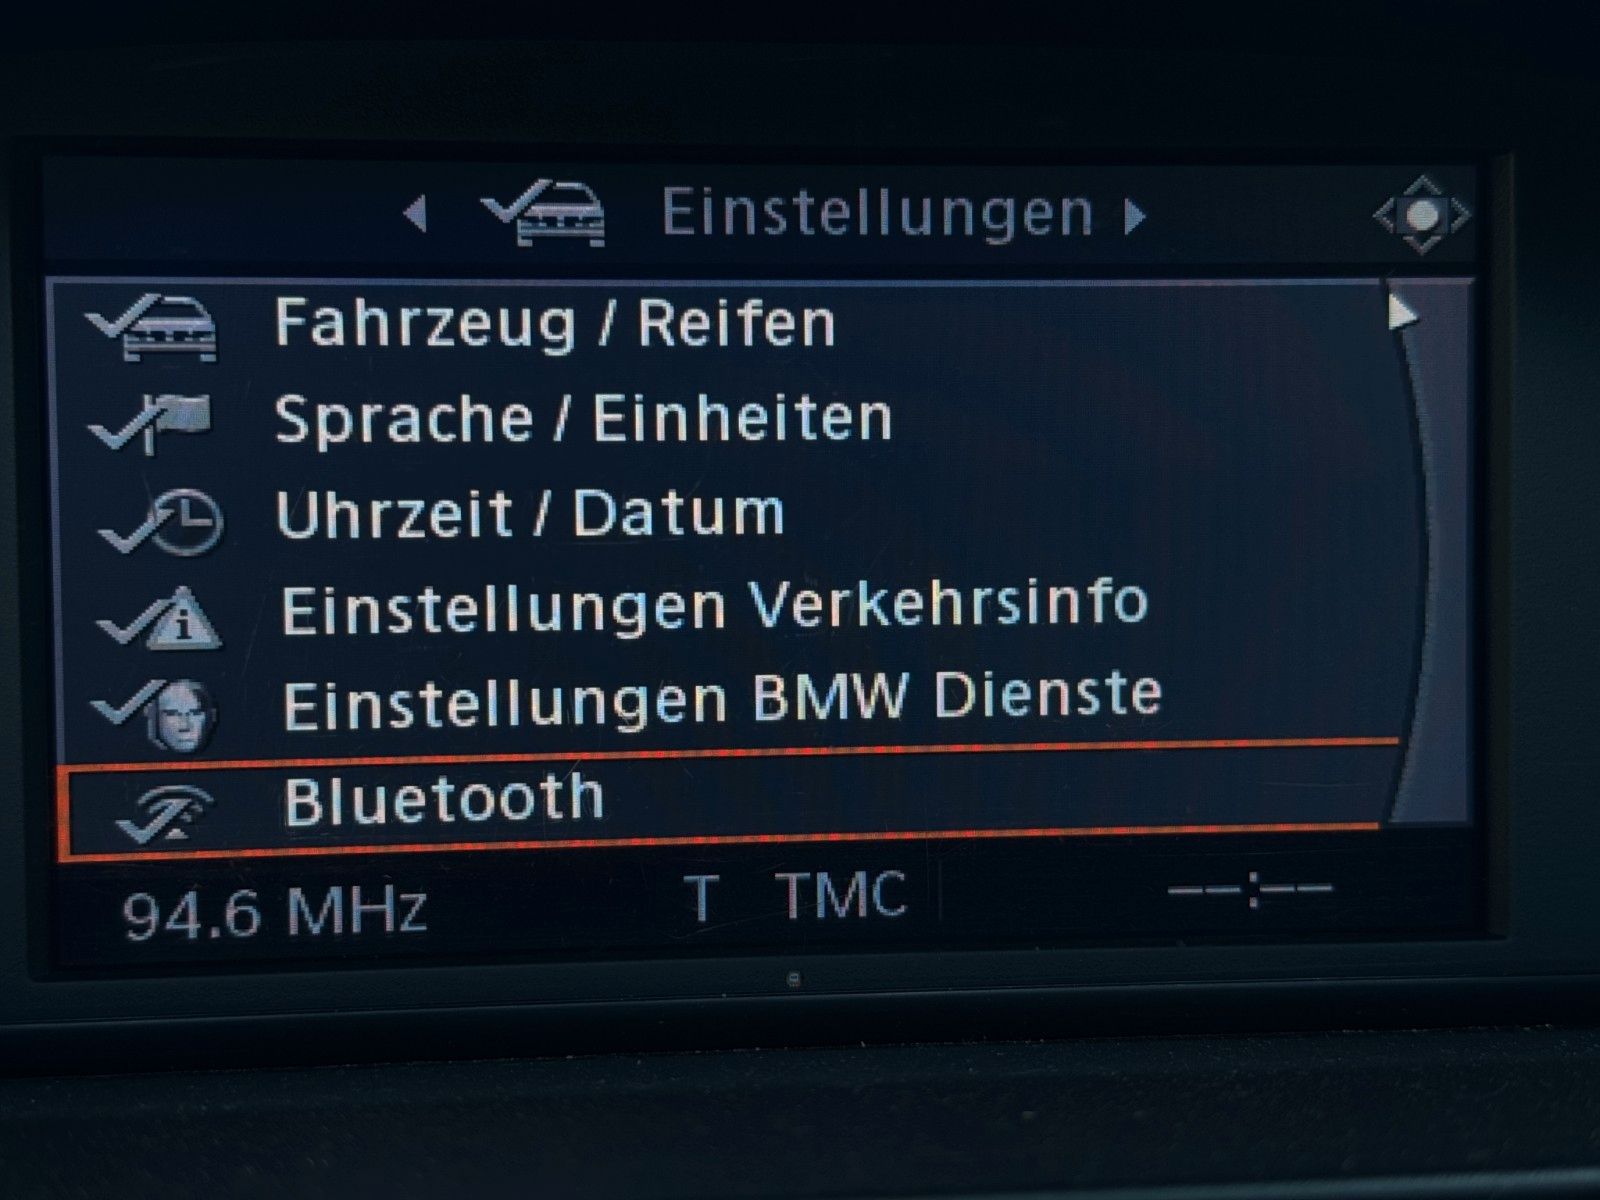 Einstellungen
Fahrzeug / Reifen
Sprache / Einheiten
Uhrzeit / Datum
Einstellungen Verkehrsinfo
Einstellungen BMW Dienste
Bluetooth
94.6 MHz T TMC --:--